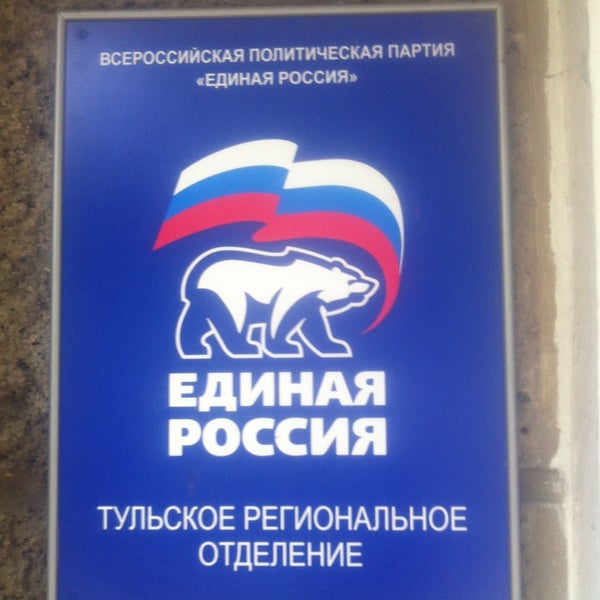 ВСЕРОССИЙСКАЯ ПОЛИТИЧЕСКАЯ ПАРТИЯ
«ЕДИНАЯ РОССИЯ»
ЕДИНАЯ
РОССИЯ
ТУЛЬСКОЕ РЕГИОНАЛЬНОЕ
ОТДЕЛЕНИЕ